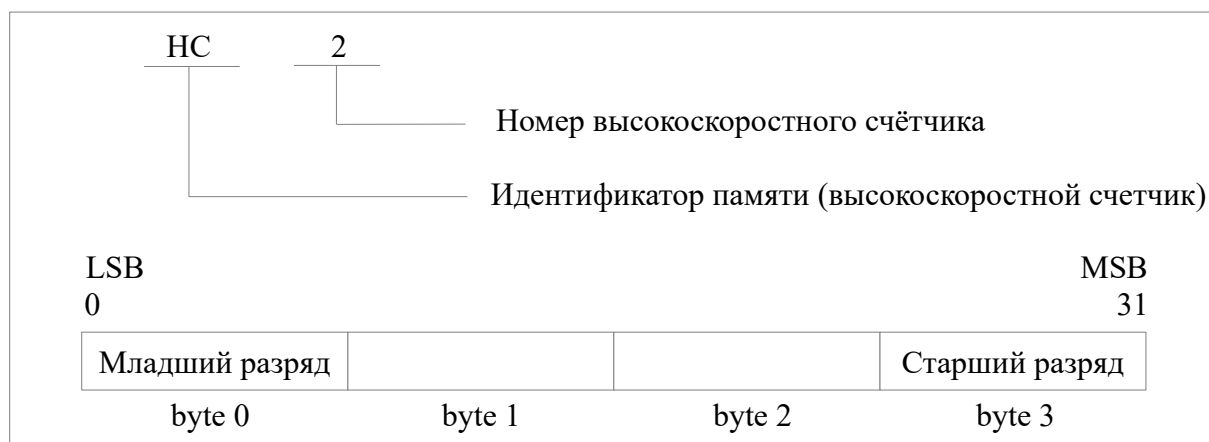 HC 2
Номер высокоскоростного счётчика
Идентификатор памяти (высокоскоростной счетчик)
LSB MSB
0 31
Младший разряд Старший разряд
byte 0 byte 1 byte 2 byte 3